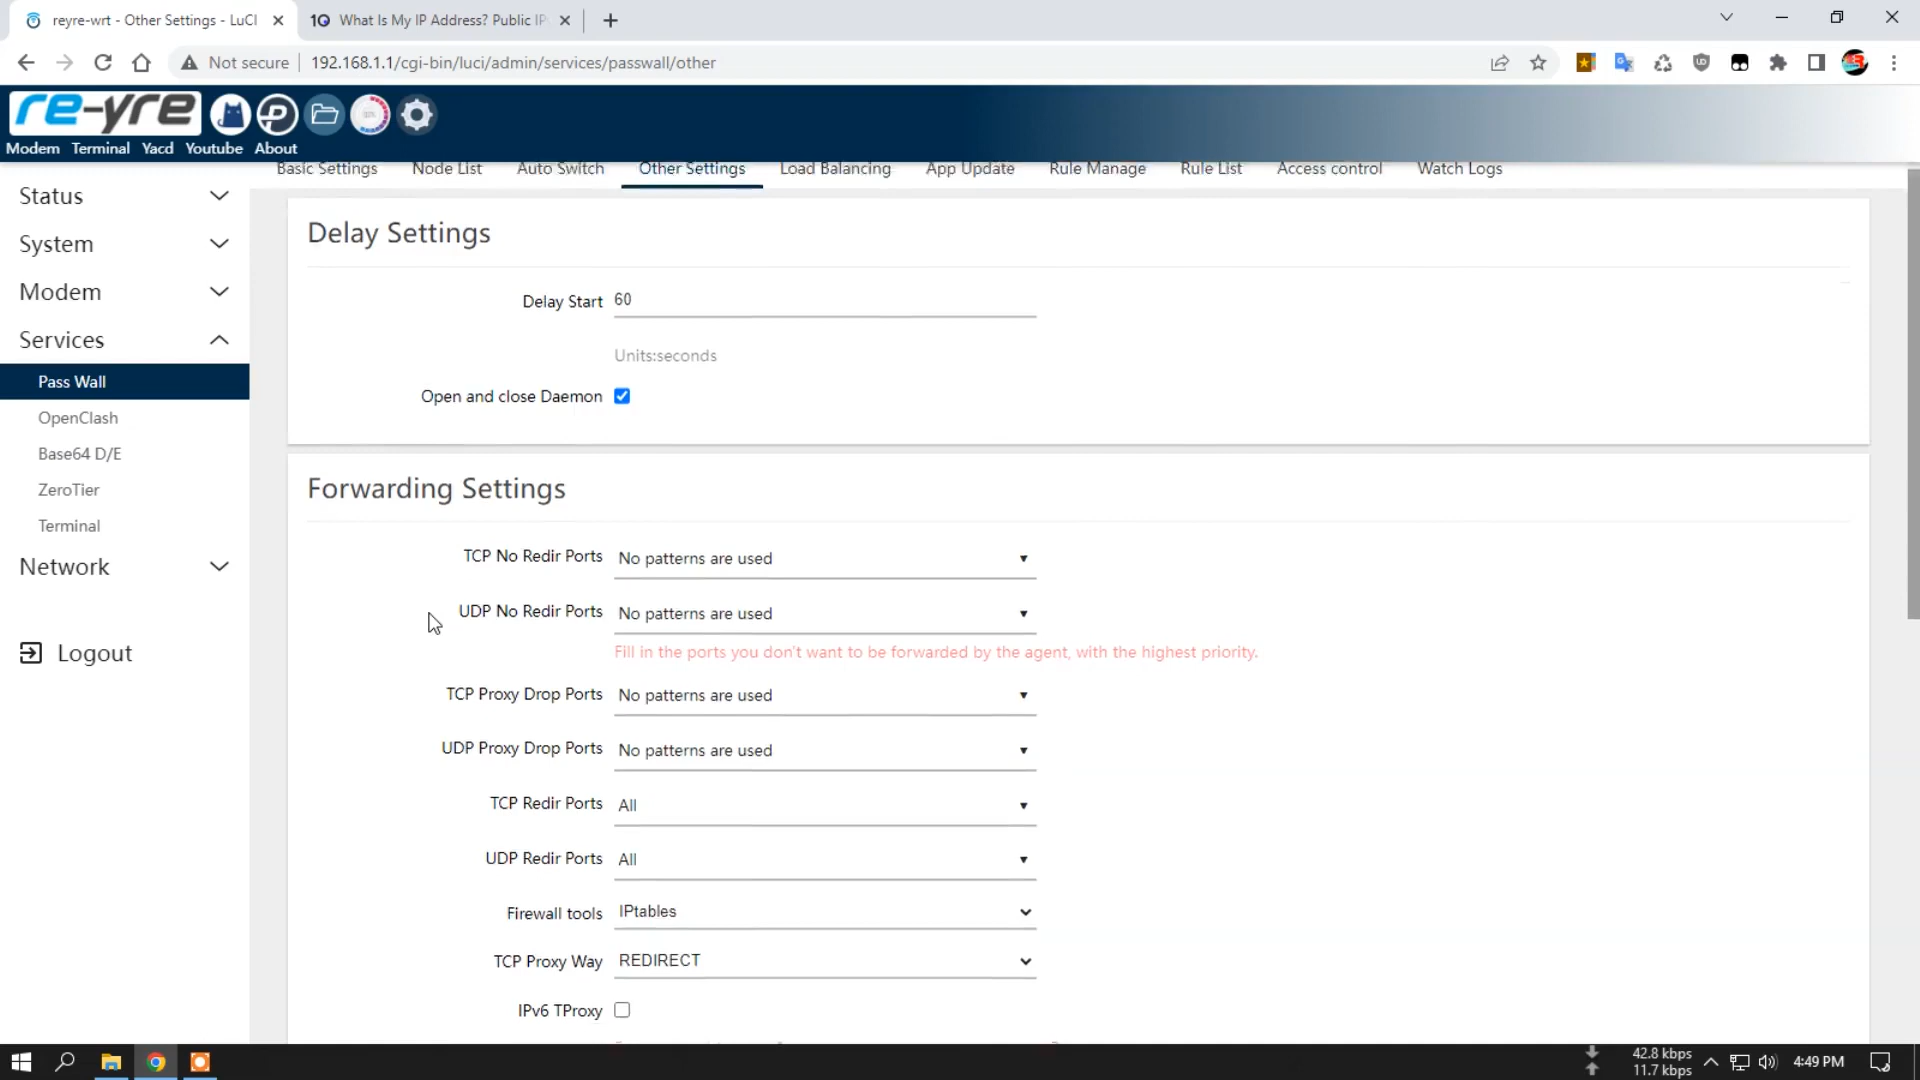 reyre-wrt - Other Settings - LuCI
1Q What Is My IP Address? Public IP
Not secure
192.168.1.1/cgi-bin/luci/admin/services/passwall/other
re-yre
Modem Terminal Yacd Youtube About
Basic Settings Node List Auto Switch Other Settings Load Balancing App Update Rule Manage Rule List Access control Watch Logs
Status
System
Modem
Services
Pass Wall
OpenClash
Base64 D/E
ZeroTier
Terminal
Network
Logout
Delay Settings
Delay Start 60
Units:seconds
Open and close Daemon
Forwarding Settings
TCP No Redir Ports No patterns are used
UDP No Redir Ports No patterns are used
Fill in the ports you don't want to be forwarded by the agent, with the highest priority.
TCP Proxy Drop Ports No patterns are used
UDP Proxy Drop Ports No patterns are used
TCP Redir Ports All
UDP Redir Ports All
Firewall tools IPtables
TCP Proxy Way REDIRECT
IPv6 TProxy
42.8 kbps
11.7 kbps
4:49 PM